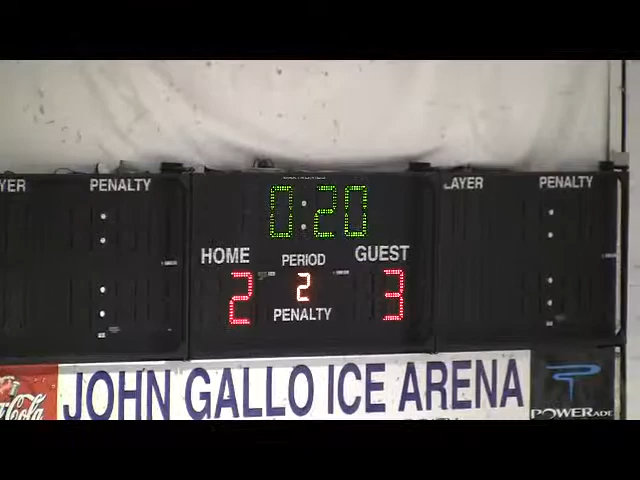 YER PENALTY
LAYER PENALTY
0:20
HOME
PERIOD
GUEST
2
2
3
PENALTY
Coca-Cola
JOHN GALLO ICE ARENA
POWERADE